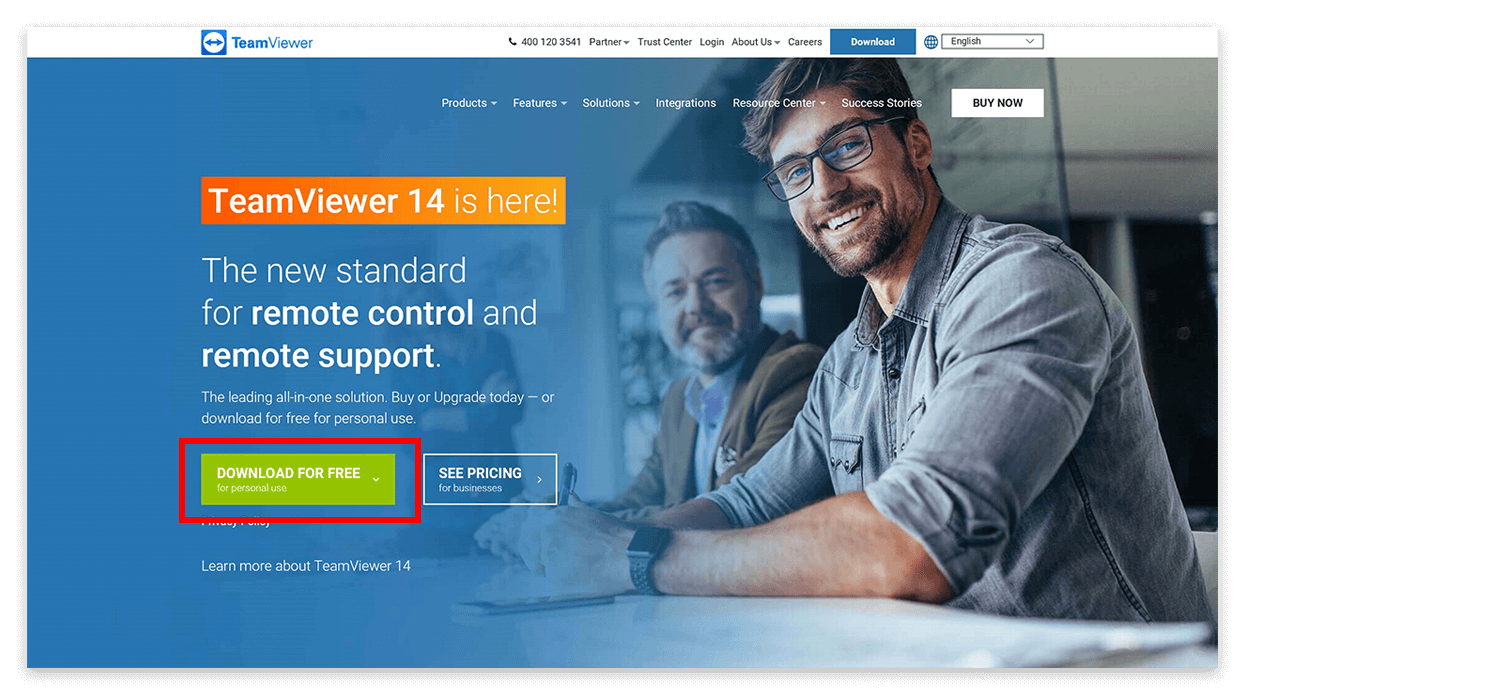 TeamViewer
400 120 3541 Partner Trust Center Login About Us Careers Download English
Products Features Solutions Integrations Resource Center Success Stories BUY NOW
TeamViewer 14 is here!
The new standard
for remote control and
remote support.
The leading all-in-one solution. Buy or Upgrade today — or
download for free for personal use.
DOWNLOAD FOR FREE
for personal use
SEE PRICING
for businesses
Privacy Policy
Learn more about TeamViewer 14